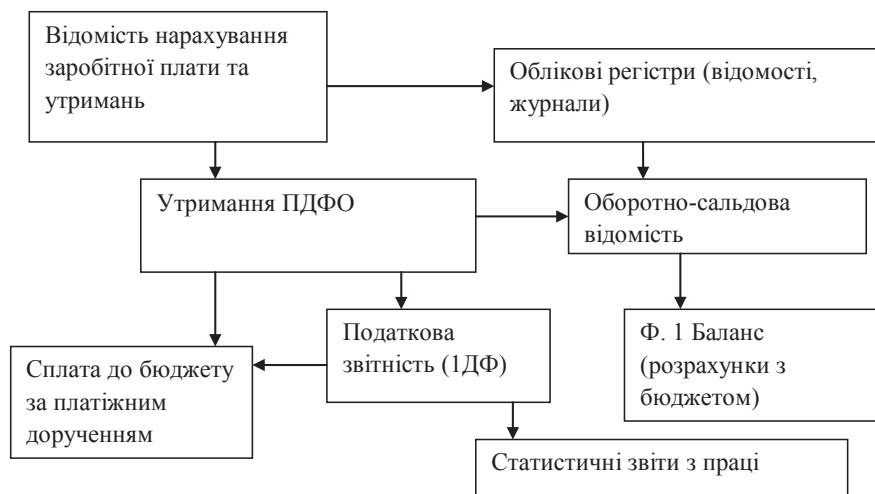 Відомість нарахування
заробітної плати та
утримань
Облікові регістри (відомості,
журнали)
Утримання ПДФО
Оборотно-сальдова
відомість
Податкова
звітність (1ДФ)
Ф. 1 Баланс
(розрахунки з
бюджетом)
Сплата до бюджету
за платіжним
дорученням
Статистичні звіти з праці